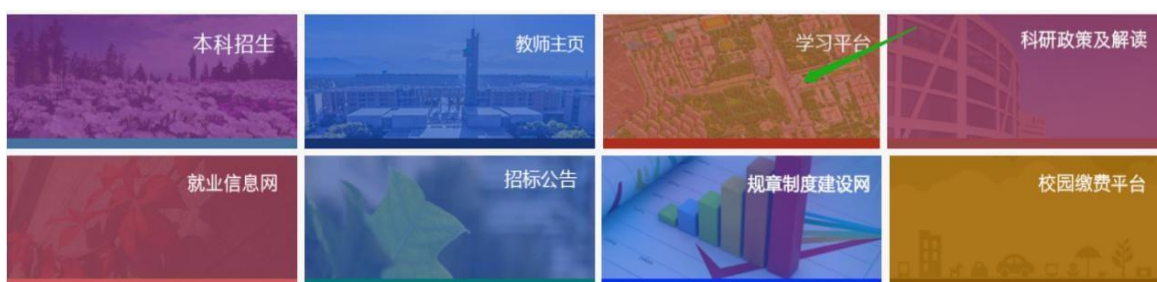 本科招生
教师主页
学习平台
科研政策及解读
就业信息网
招标公告
规章制度建设网
校园缴费平台